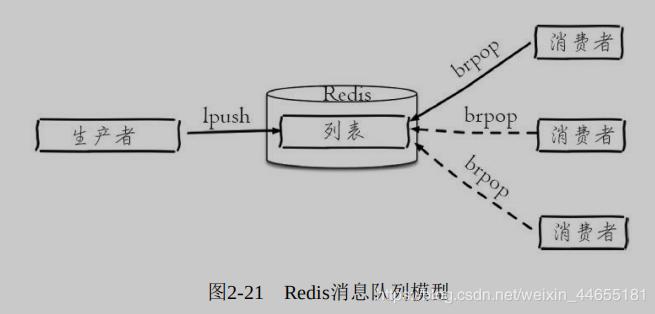 消费者
brpop
Redis
lpush
brpop
生产者
列表
消费者
brpop
消费者
图2-21 Redis消息队列模型
https://blog.csdn.net/weixin_44655181